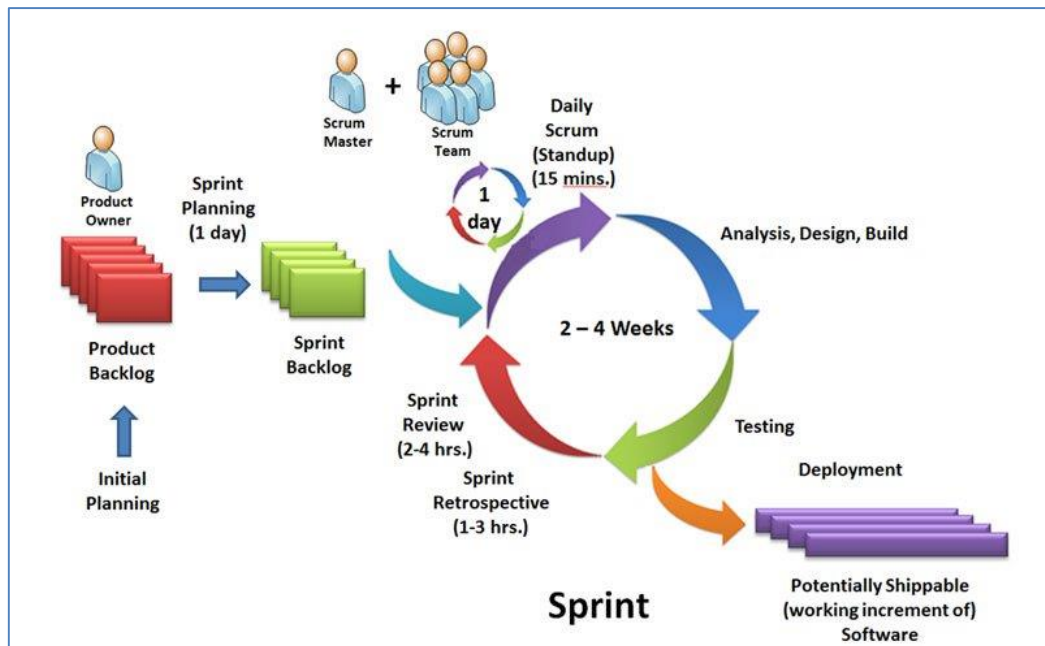 Scrum
Master
+
Scrum
Team
Product
Owner
Sprint
Planning
(1 day)
Product
Backlog
Initial
Planning
Sprint
Backlog
1
day
Daily
Scrum
(Standup)
(15 mins.)
Analysis, Design, Build
2 – 4 Weeks
Testing
Sprint
Review
(2-4 hrs.)
Sprint
Retrospective
(1-3 hrs.)
Deployment
Potentially Shippable
(working increment of)
Software
Sprint